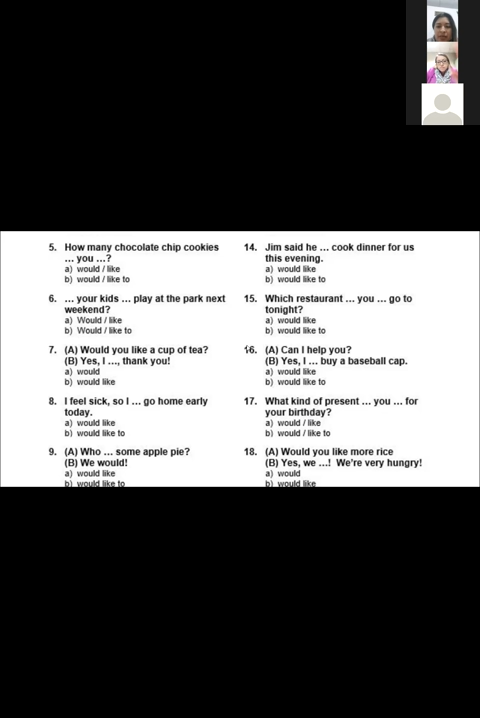 5. How many chocolate chip cookies
... you ...?
a) would / like
b) would / like to
6. ... your kids ... play at the park next
weekend?
a) Would / like
b) Would / like to
7. (A) Would you like a cup of tea?
(B) Yes, I ..., thank you!
a) would
b) would like
8. I feel sick, so I ... go home early
today.
a) would like
b) would like to
9. (A) Who ... some apple pie?
(B) We would!
a) would like
b) would like to
14. Jim said he ... cook dinner for us
this evening.
a) would like
b) would like to
15. Which restaurant ... you ... go to
tonight?
a) would like
b) would like to
16. (A) Can I help you?
(B) Yes, I ... buy a baseball cap.
a) would like
b) would like to
17. What kind of present ... you ... for
your birthday?
a) would / like
b) would / like to
18. (A) Would you like more rice
(B) Yes, we ...! We're very hungry!
a) would
b) would like